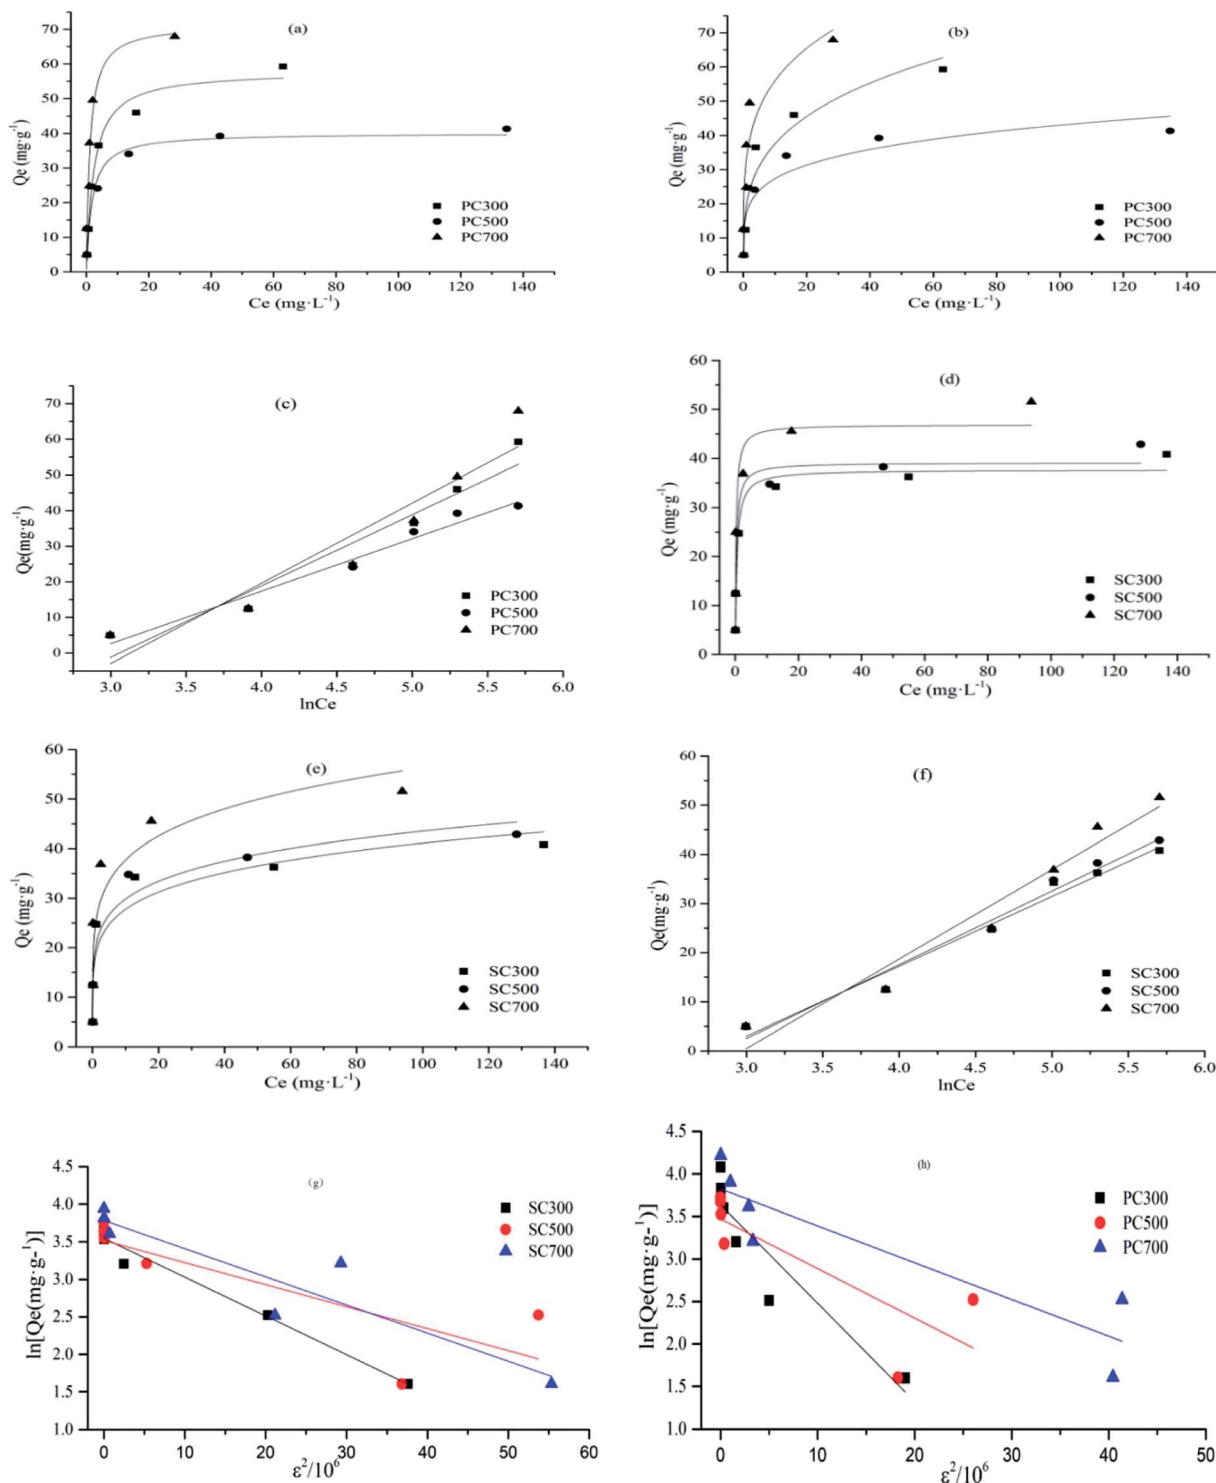 (a)
70
60
50
40
30
20
10
0
Qe (mg·g⁻¹)
PC300
PC500
PC700
0 20 40 60 80 100 120 140
Ce (mg·L⁻¹)
(b)
70
60
50
40
30
20
10
0
Qe (mg·g⁻¹)
PC300
PC500
PC700
0 20 40 60 80 100 120 140
Ce (mg·L⁻¹)
(c)
70
60
50
40
30
20
10
0
Qe(mg·g⁻¹)
PC300
PC500
PC700
3.0 3.5 4.0 4.5 5.0 5.5 6.0
lnCe
(d)
60
50
40
30
20
10
0
Qe (mg·g⁻¹)
SC300
SC500
SC700
0 20 40 60 80 100 120 140
Ce (mg·L⁻¹)
(e)
60
50
40
30
20
10
0
Qe (mg·g⁻¹)
SC300
SC500
SC700
0 20 40 60 80 100 120 140
Ce (mg·L⁻¹)
(f)
60
50
40
30
20
10
0
Qe(mg·g⁻¹)
SC300
SC500
SC700
3.0 3.5 4.0 4.5 5.0 5.5 6.0
lnCe
(g)
4.5
4.0
3.5
3.0
2.5
2.0
1.5
1.0
ln[Qe(mg·g-¹)]
SC300
SC500
SC700
0 10 20 30 40 50 60
ε²/10⁶
(h)
4.5
4.0
3.5
3.0
2.5
2.0
1.5
1.0
ln[Qe(mg·g-¹)]
PC300
PC500
PC700
0 10 20 30 40 50
ε²/10⁶